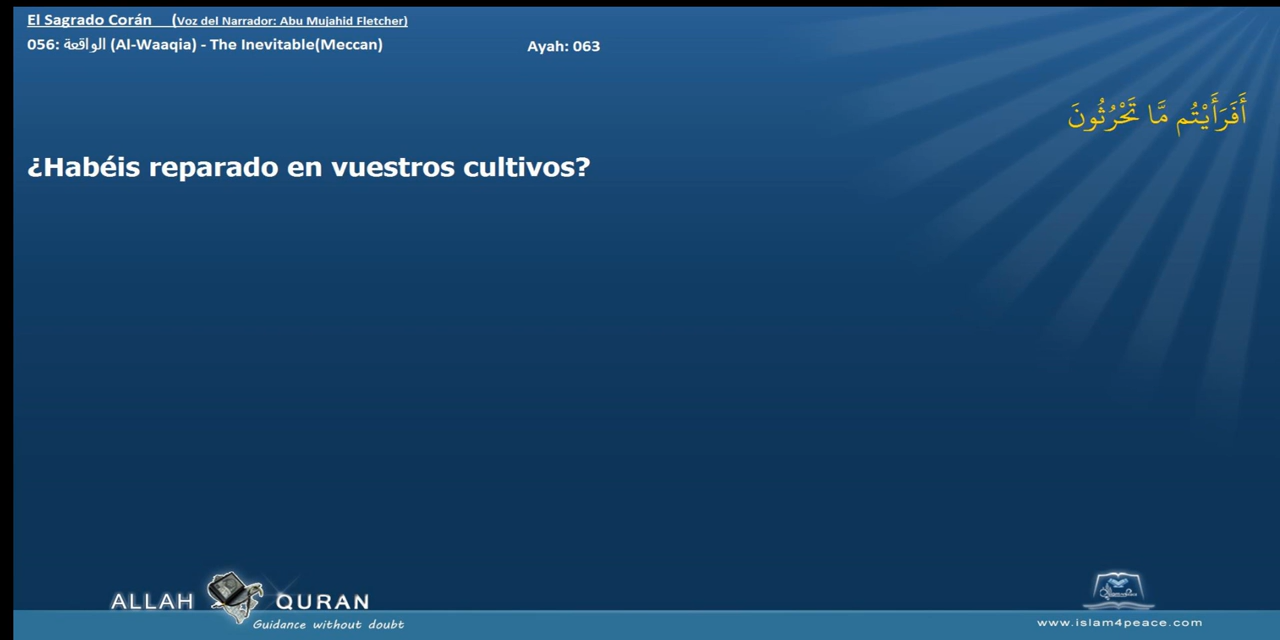 El Sagrado Corán (Voz del Narrador: Abu Mujahid Fletcher)
056: الواقعة (Al-Waaqia) - The Inevitable(Meccan) Ayah: 063
أَفَرَأَيْتُم مَّا تَحْرُثُونَ
¿Habéis reparado en vuestros cultivos?
ALLAH QURAN
Guidance without doubt
www.islam4peace.com